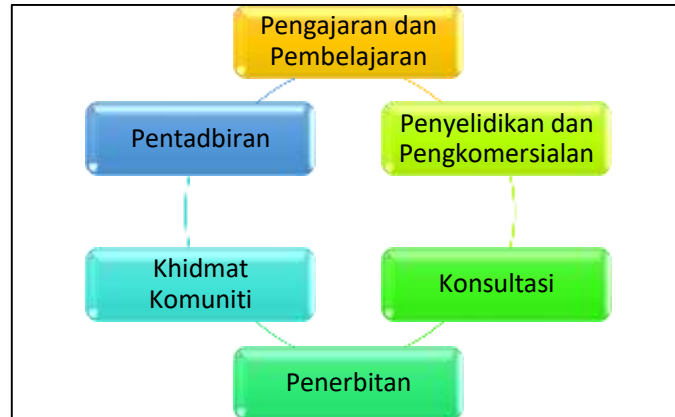 Pengajaran dan
Pembelajaran
Penyelidikan dan
Pengkomersialan
Konsultasi
Penerbitan
Khidmat
Komuniti
Pentadbiran